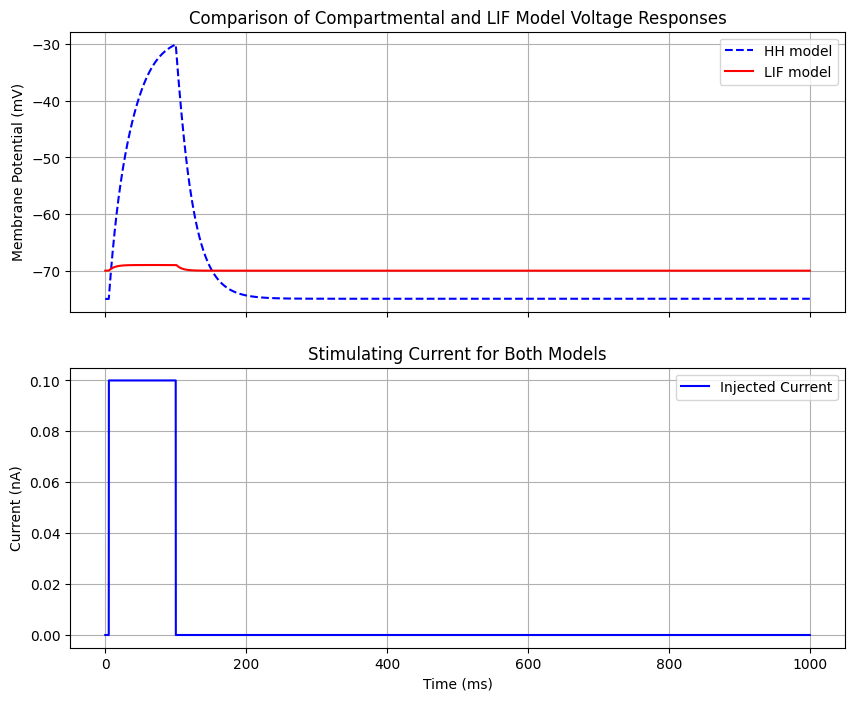 Comparison of Compartmental and LIF Model Voltage Responses
−30
−40
−50
−60
−70
Membrane Potential (mV)
HH model
LIF model
Stimulating Current for Both Models
0.10
0.08
0.06
0.04
0.02
0.00
Current (nA)
Injected Current
0 200 400 600 800 1000
Time (ms)